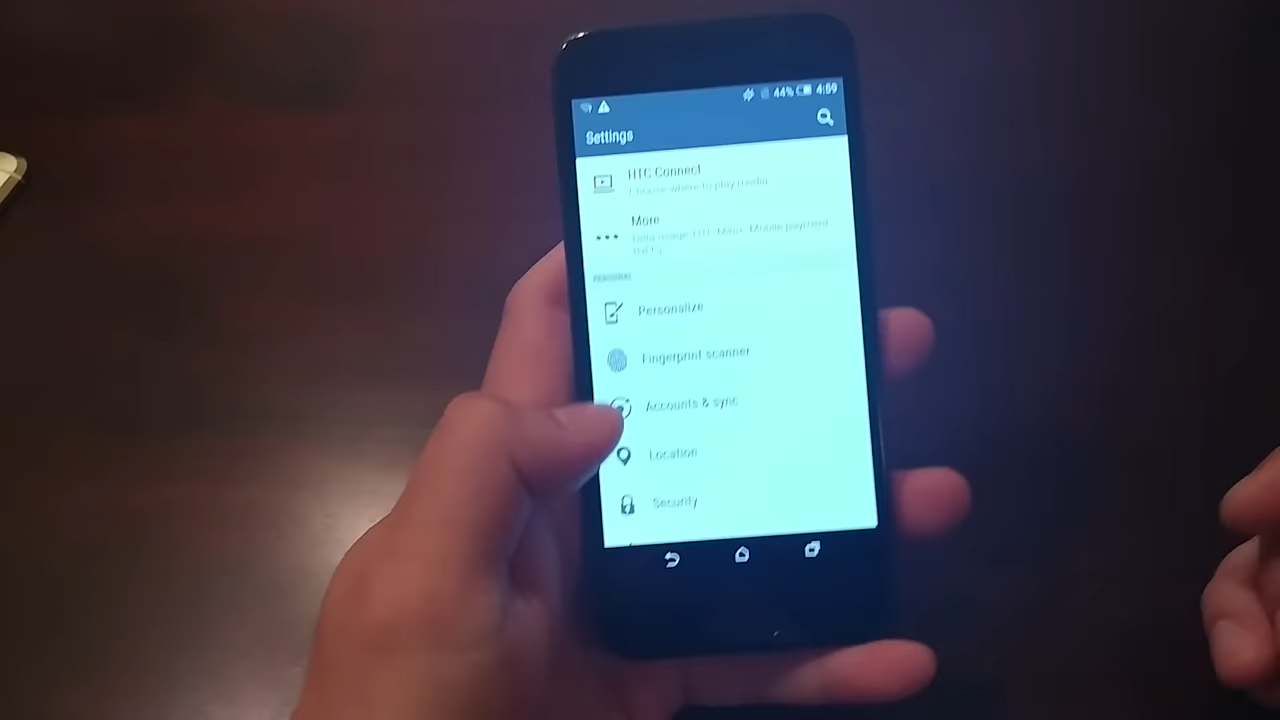 44% 4:59
Settings
HTC Connect
Choose where to play media
More
Data usage, HTC Mini+, Mobile payment
(NFC)
PERSONAL
Personalize
Fingerprint scanner
Accounts & sync
Location
Security